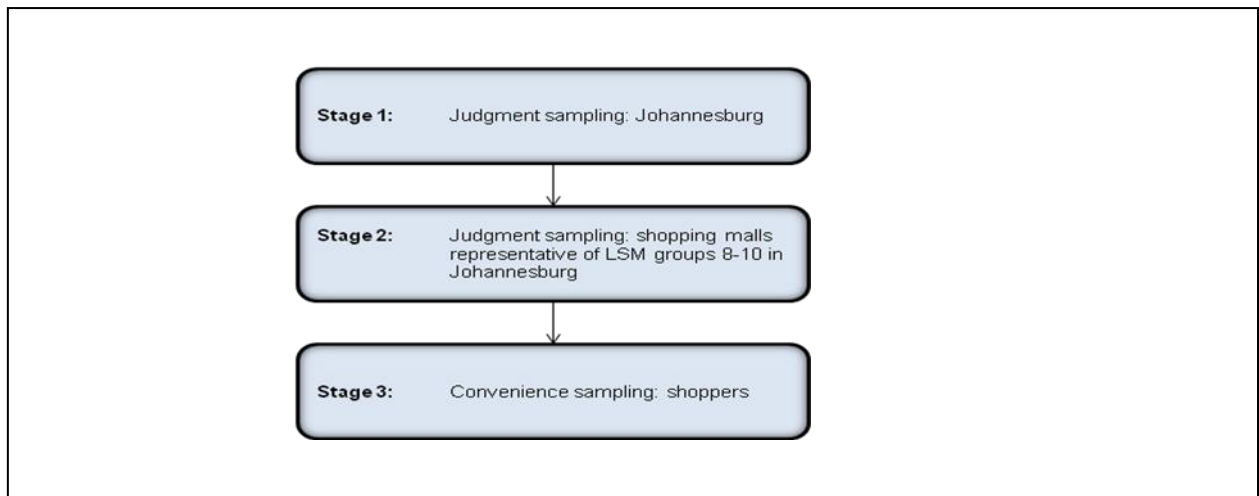 Stage 1: Judgment sampling: Johannesburg
Stage 2: Judgment sampling: shopping malls
representative of LSM groups 8-10 in
Johannesburg
Stage 3: Convenience sampling: shoppers